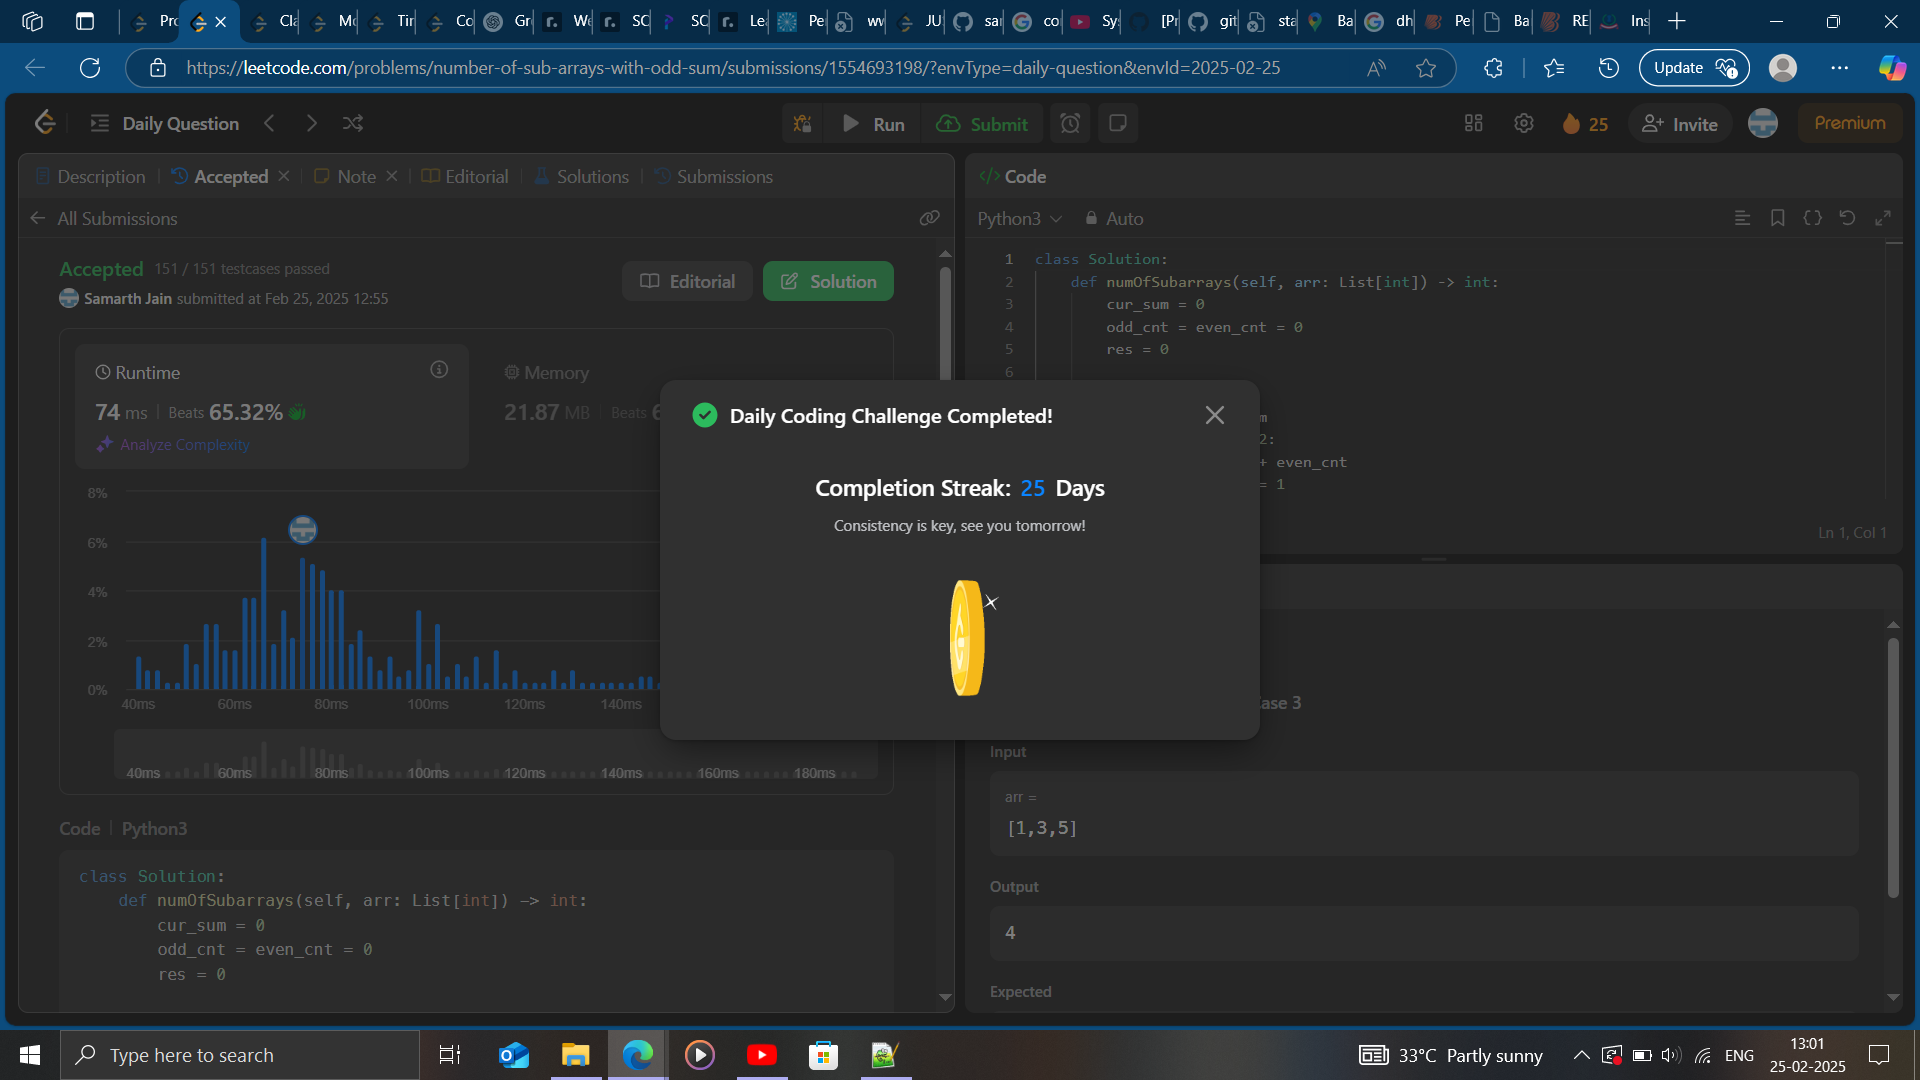 Pro
Cla
Mo
Tir
Co
Gr
We
SC
SC
Lea
Pe
wv
JU
sar
co
Sys
[Pr
git
sta
Ba
dh
Pe
Ba
RE
Ins
https://leetcode.com/problems/number-of-sub-arrays-with-odd-sum/submissions/1554693198/?envType=daily-question&envId=2025-02-25
Update
Daily Question
Run
Submit
25
Invite
Premium
Description
Accepted
Note
Editorial
Solutions
Submissions
All Submissions
Accepted 151 / 151 testcases passed
Samarth Jain submitted at Feb 25, 2025 12:55
Editorial
Solution
Runtime
74 ms | Beats 65.32%
Analyze Complexity
Memory
21.87 MB | Beats 6
8%
6%
4%
2%
0%
40ms 60ms 80ms 100ms 120ms 140ms
40ms 60ms 80ms 100ms 120ms 140ms 160ms 180ms
Code | Python3
class Solution:
def numOfSubarrays(self, arr: List[int]) -> int:
cur_sum = 0
odd_cnt = even_cnt = 0
res = 0
</> Code
Python3
Auto
1 class Solution:
2 def numOfSubarrays(self, arr: List[int]) -> int:
3 cur_sum = 0
4 odd_cnt = even_cnt = 0
5 res = 0
6
m
2:
+ even_cnt
= 1
Ln 1, Col 1
Daily Coding Challenge Completed!
Completion Streak: 25 Days
Consistency is key, see you tomorrow!
ase 3
Input
arr =
[1,3,5]
Output
4
Expected
Type here to search
33°C Partly sunny
ENG
13:01
25-02-2025